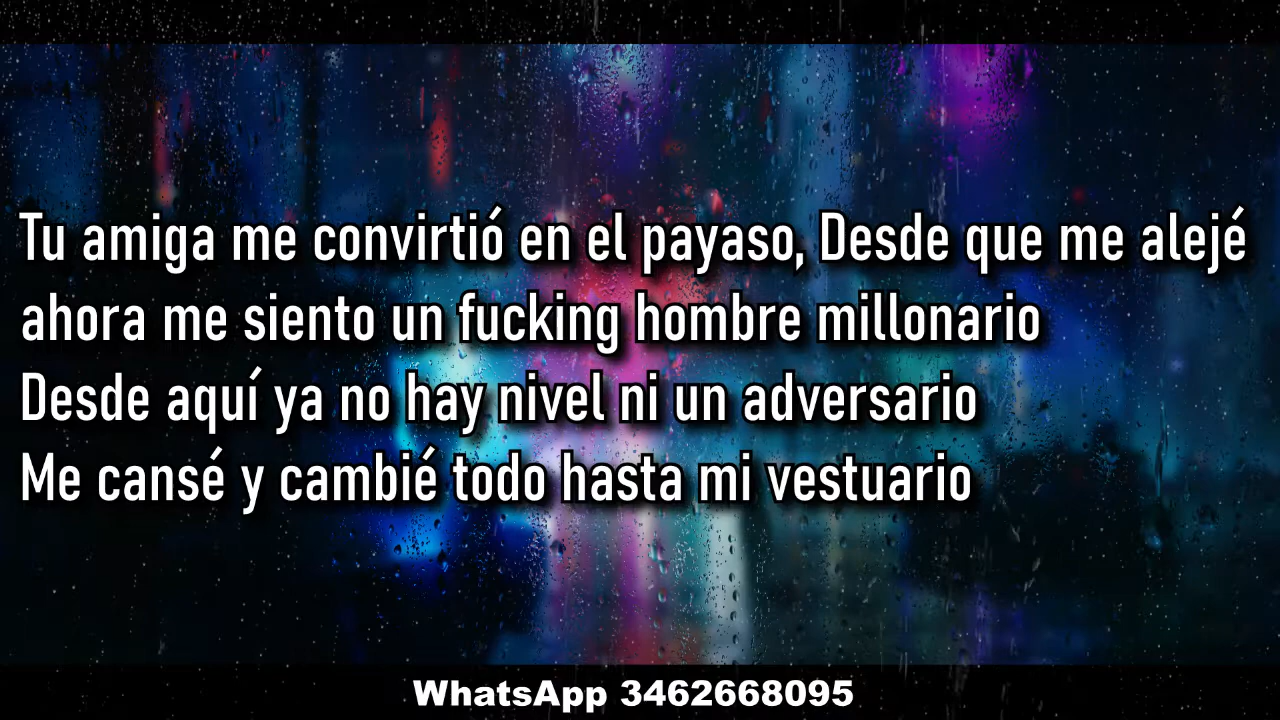 Tu amiga me convirtió en el payaso, Desde que me alejé
ahora me siento un fucking hombre millonario
Desde aquí ya no hay nivel ni un adversario
Me cansé y cambié todo hasta mi vestuario
WhatsApp 3462668095